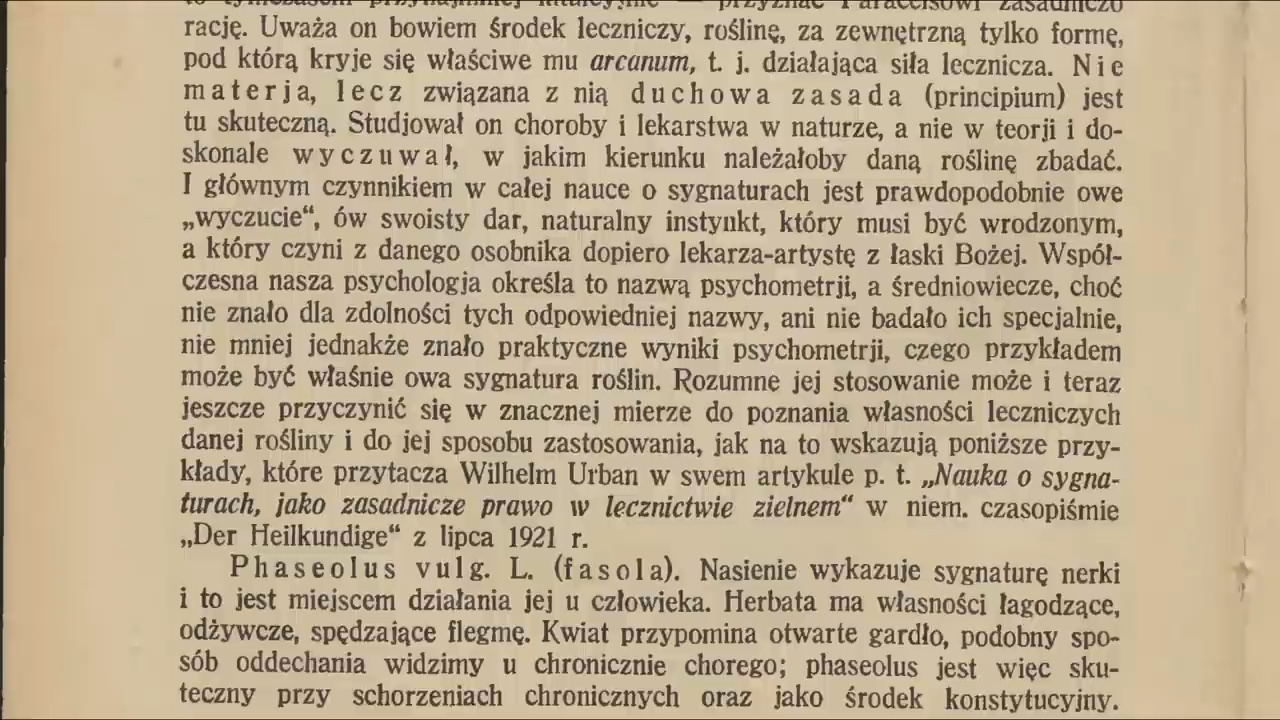 to tymczasem przynajmniej intuicyjnie — przyznać Paracelsowi zasadniczo
rację. Uważa on bowiem środek leczniczy, roślinę, za zewnętrzną tylko formę,
pod którą kryje się właściwe mu arcanum, t. j. działająca siła lecznicza. Nie
materja, lecz związana z nią duchowa zasada (principium) jest
tu skuteczną. Studjował on choroby i lekarstwa w naturze, a nie w teorji i do-
skonale wyczuwał, w jakim kierunku należałoby daną roślinę zbadać.
I głównym czynnikiem w całej nauce o sygnaturach jest prawdopodobnie owe
„wyczucie“, ów swoisty dar, naturalny instynkt, który musi być wrodzonym,
a który czyni z danego osobnika dopiero lekarza-artystę z łaski Bożej. Współ-
czesna nasza psychologja określa to nazwą psychometrji, a średniowiecze, choć
nie znało dla zdolności tych odpowiedniej nazwy, ani nie badało ich specjalnie,
nie mniej jednakże znało praktyczne wyniki psychometrji, czego przykładem
może być właśnie owa sygnatura roślin. Rozumne jej stosowanie może i teraz
jeszcze przyczynić się w znacznej mierze do poznania własności leczniczych
danej rośliny i do jej sposobu zastosowania, jak na to wskazują poniższe przy-
kłady, które przytacza Wilhelm Urban w swem artykule p. t. „Nauka o sygna-
turach, jako zasadnicze prawo w lecznictwie zielnem“ w niem. czasopiśmie
„Der Heilkundige“ z lipca 1921 r.
Phaseolus vulg. L. (fasola). Nasienie wykazuje sygnaturę nerki
i to jest miejscem działania jej u człowieka. Herbata ma własności łagodzące,
odżywcze, spędzające flegmę. Kwiat przypomina otwarte gardło, podobny spo-
sób oddechania widzimy u chronicznie chorego; phaseolus jest więc sku-
teczny przy schorzeniach chronicznych oraz jako środek konstytucyjny.